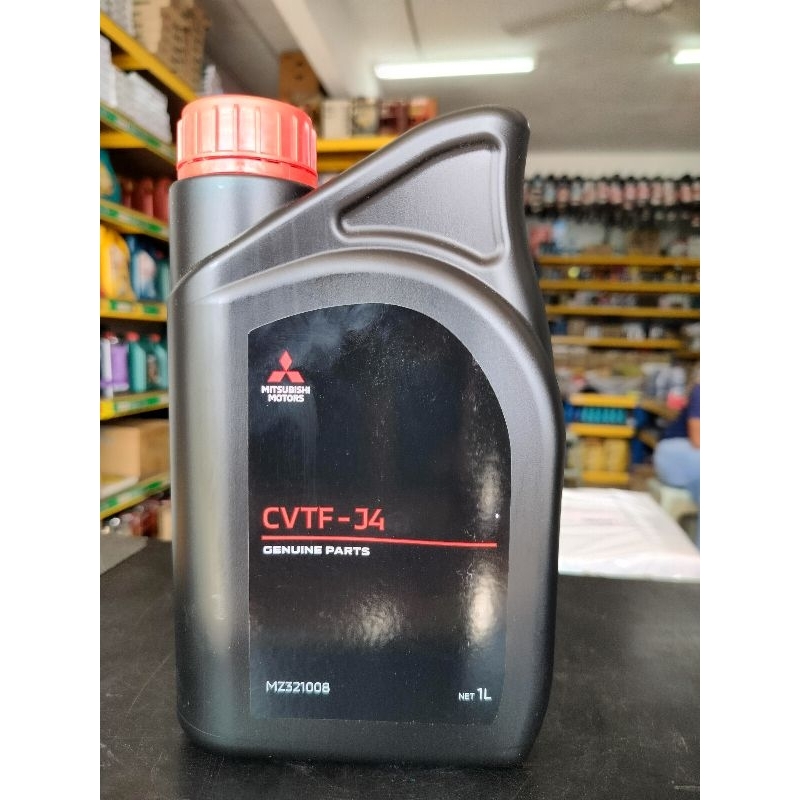 MITSUBISHI
MOTORS
CVTF-J4
GENUINE PARTS
MZ321008
NET 1L